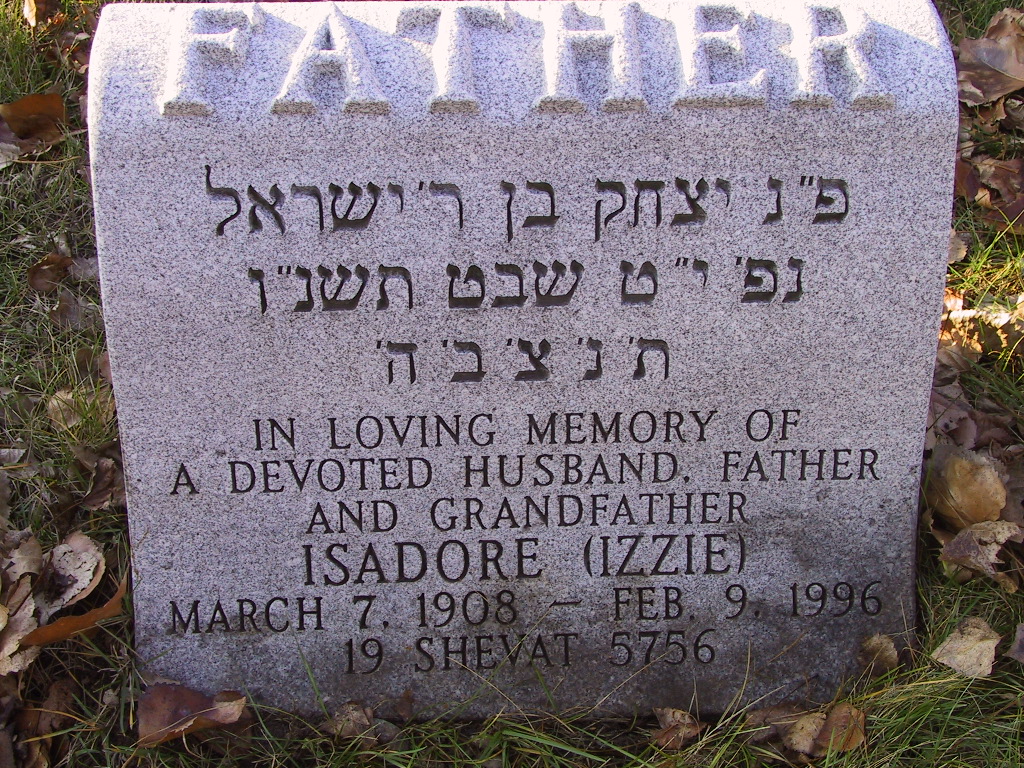 FATHER
פ"נ יצחק בן ר' ישראל
נפ' י"ט שבט תשנ"ו
ת' נ' צ' ב' ה'
IN LOVING MEMORY OF
A DEVOTED HUSBAND, FATHER
AND GRANDFATHER
ISADORE (IZZIE)
MARCH 7, 1908 — FEB. 9, 1996
19 SHEVAT 5756